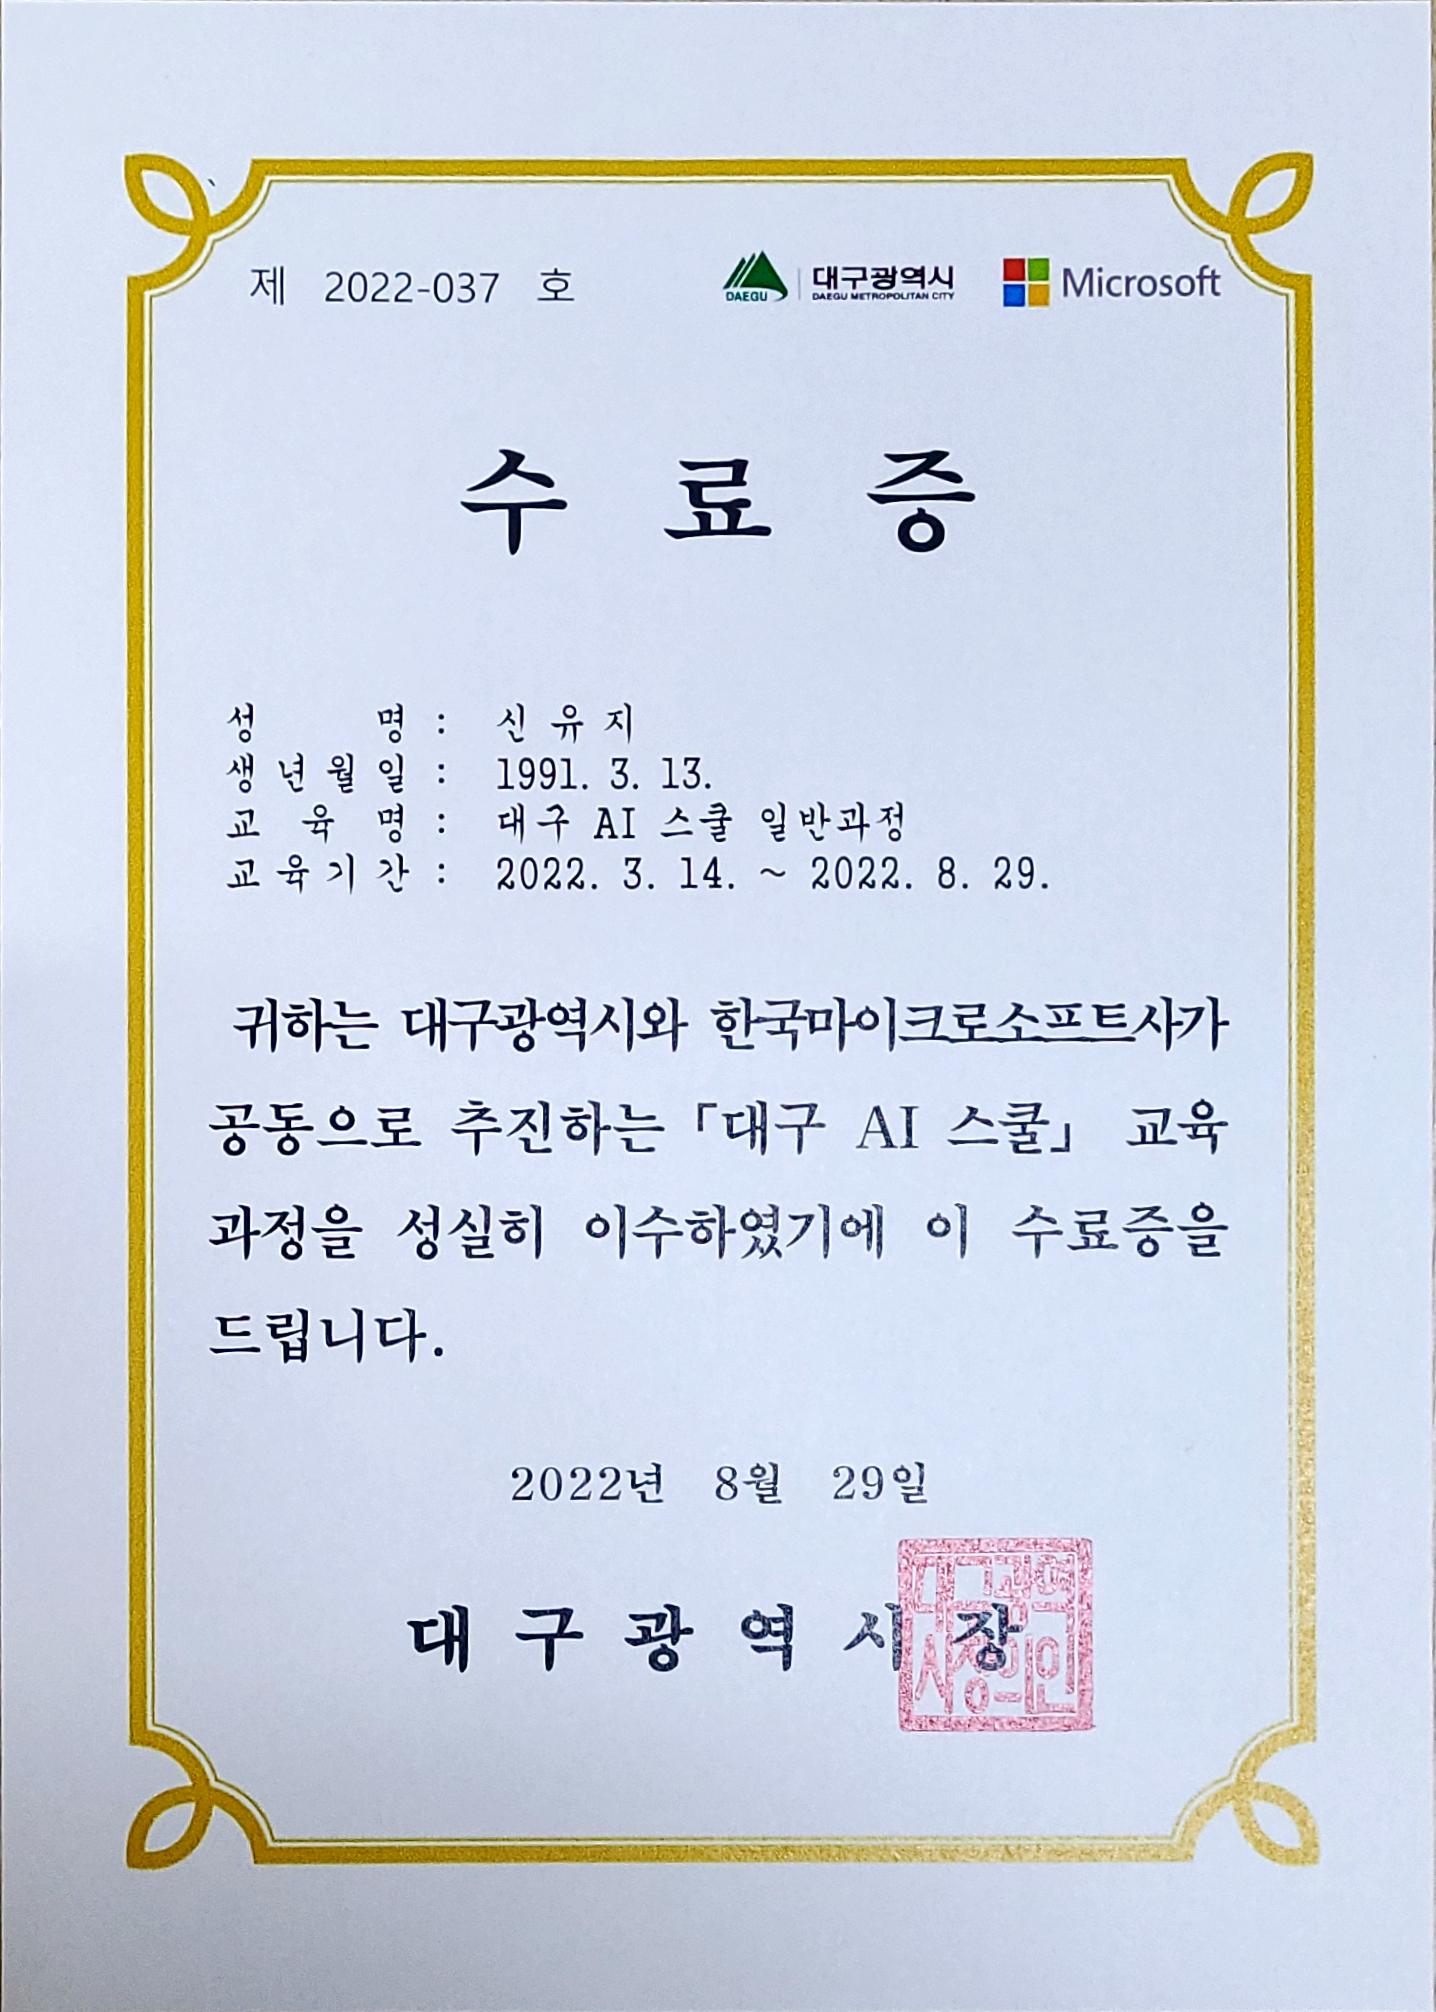 제 2022-037 호
DAEGU
대구광역시
DAEGU METROPOLITAN CITY
Microsoft
수 료 증
성 명 : 신 유 지
생 년 월 일 : 1991. 3. 13.
교 육 명 : 대구 AI 스쿨 일반과정
교 육 기 간 : 2022. 3. 14. ~ 2022. 8. 29.
귀하는 대구광역시와 한국마이크로소프트사가
공동으로 추진하는 「대구 AI 스쿨」 교육
과정을 성실히 이수하였기에 이 수료증을
드립니다.
2022년 8월 29일
대 구 광 역 시 장
대구광역
시장의인